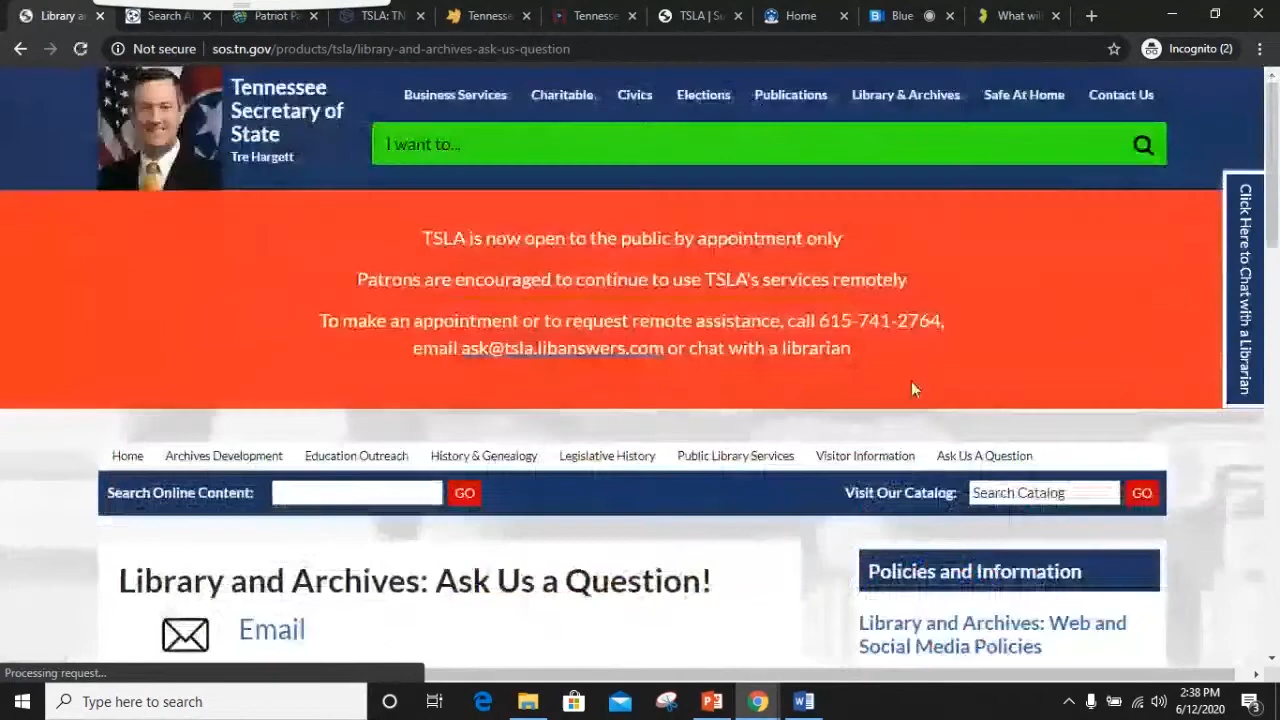 Library a
Search A
Patriot Pa
TSLA: TN
Tennesse
Tennesse
TSLA | S
Home
Blue
What wi
Not secure
sos.tn.gov/products/tsla/library-and-archives-ask-us-question
Incognito (2)
Tennessee
Secretary of
State
Tre Hargett
Business Services
Charitable
Civics
Elections
Publications
Library & Archives
Safe At Home
Contact Us
I want to...
Click Here to Chat with a Librarian
TSLA is now open to the public by appointment only
Patrons are encouraged to continue to use TSLA's services remotely
To make an appointment or to request remote assistance, call 615-741-2764,
email ask@tsla.libanswers.com or chat with a librarian
Home
Archives Development
Education Outreach
History & Genealogy
Legislative History
Public Library Services
Visitor Information
Ask Us A Question
Search Online Content:
GO
Visit Our Catalog:
Search Catalog
GO
Library and Archives: Ask Us a Question!
Email
Policies and Information
Library and Archives: Web and
Social Media Policies
Processing request...
Type here to search
2:38 PM
6/12/2020
3